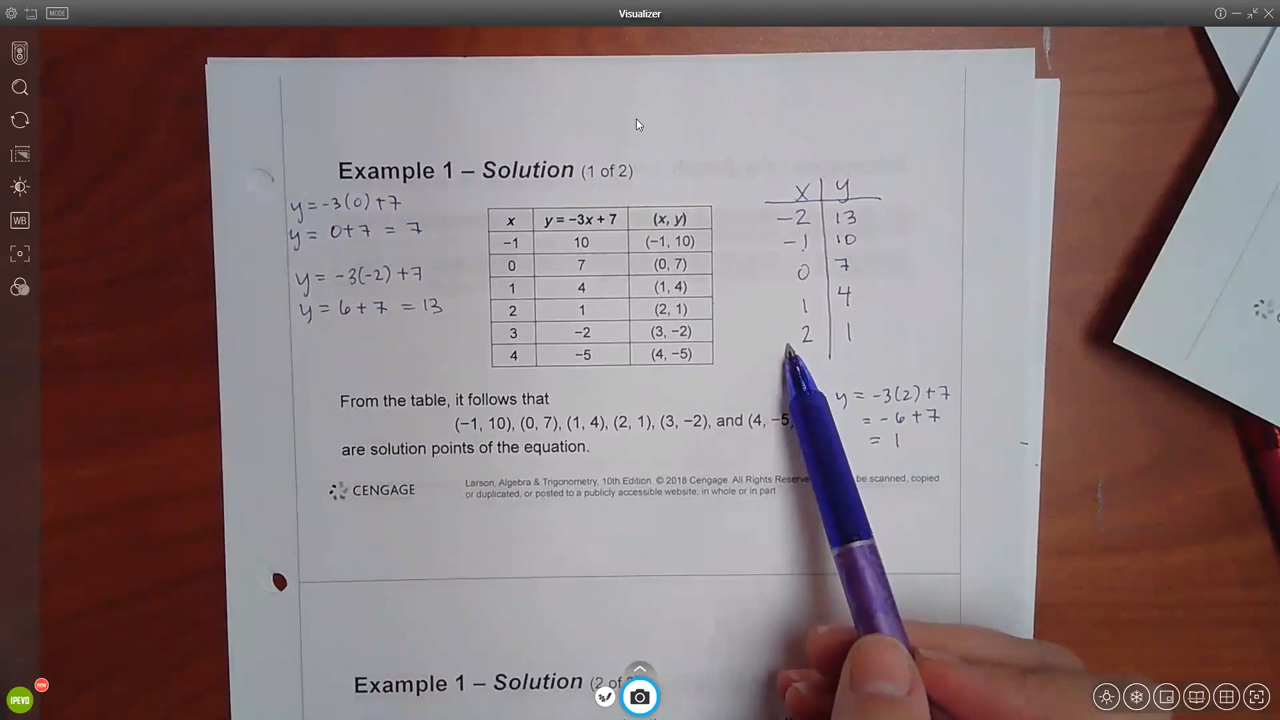 MODE
Visualizer
Example 1 – Solution (1 of 2)
y = -3(0) + 7
y = 0+7 = 7
y = -3(-2) + 7
y = 6 + 7 = 13
x y = −3x + 7 (x, y)
−1 10 (−1, 10)
0 7 (0, 7)
1 4 (1, 4)
2 1 (2, 1)
3 −2 (3, −2)
4 −5 (4, −5)
x y
-2 13
-1 10
0 7
1 4
2 1
y = -3(2) + 7
= -6 + 7
= 1
From the table, it follows that
(−1, 10), (0, 7), (1, 4), (2, 1), (3, −2), and (4, −5
are solution points of the equation.
CENGAGE
Larson, Algebra & Trigonometry, 10th Edition. © 2018 Cengage. All Rights Reserve be scanned, copied
or duplicated, or posted to a publicly accessible website, in whole or in part
Example 1 – Solution (2 of
WB
IPEVO
new